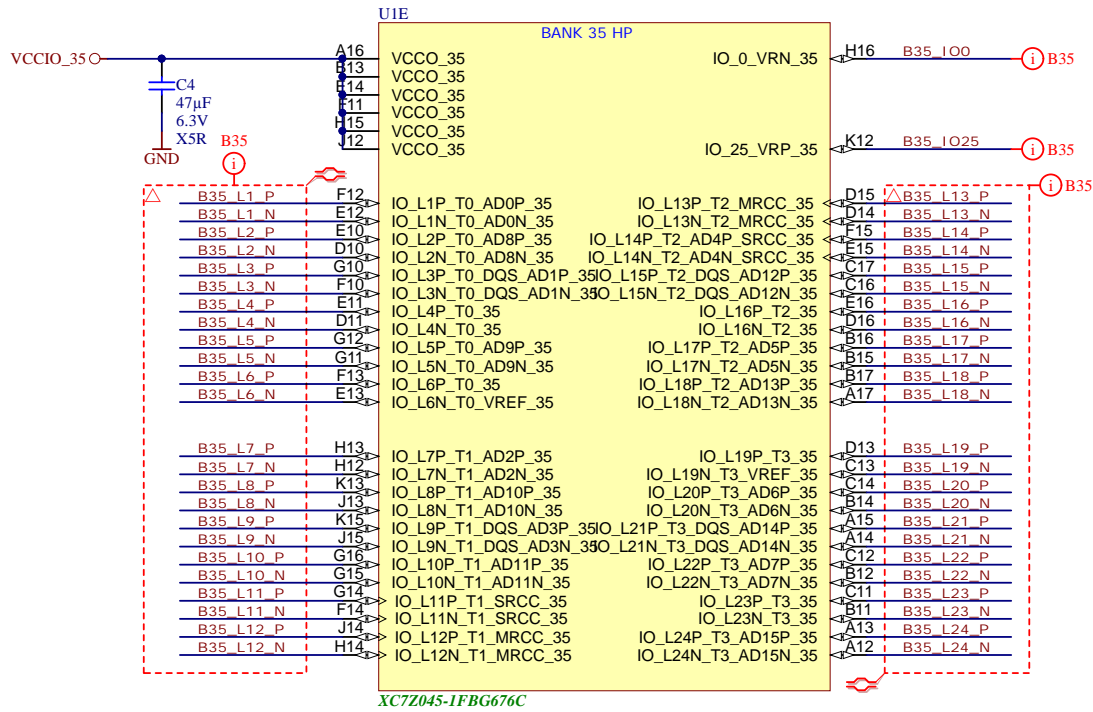 U1E
BANK 35 HP
VCCIO_35
A16 VCCO_35 IO_0_VRN_35 H16 B35_IO0 i B35
B13 VCCO_35
E14 VCCO_35
F11 VCCO_35
H15 VCCO_35
J12 VCCO_35 IO_25_VRP_35 K12 B35_IO25 i B35
C4
47µF
6.3V
X5R
GND
B35
i
i B35
B35_L1_P F12 IO_L1P_T0_AD0P_35 IO_L13P_T2_MRCC_35 D15 B35_L13_P
B35_L1_N E12 IO_L1N_T0_AD0N_35 IO_L13N_T2_MRCC_35 D14 B35_L13_N
B35_L2_P E10 IO_L2P_T0_AD8P_35 IO_L14P_T2_AD4P_SRCC_35 F15 B35_L14_P
B35_L2_N D10 IO_L2N_T0_AD8N_35 IO_L14N_T2_AD4N_SRCC_35 E15 B35_L14_N
B35_L3_P G10 IO_L3P_T0_DQS_AD1P_35 IO_L15P_T2_DQS_AD12P_35 C17 B35_L15_P
B35_L3_N F10 IO_L3N_T0_DQS_AD1N_35 IO_L15N_T2_DQS_AD12N_35 C16 B35_L15_N
B35_L4_P E11 IO_L4P_T0_35 IO_L16P_T2_35 E16 B35_L16_P
B35_L4_N D11 IO_L4N_T0_35 IO_L16N_T2_35 D16 B35_L16_N
B35_L5_P G12 IO_L5P_T0_AD9P_35 IO_L17P_T2_AD5P_35 B16 B35_L17_P
B35_L5_N G11 IO_L5N_T0_AD9N_35 IO_L17N_T2_AD5N_35 B15 B35_L17_N
B35_L6_P F13 IO_L6P_T0_35 IO_L18P_T2_AD13P_35 B17 B35_L18_P
B35_L6_N E13 IO_L6N_T0_VREF_35 IO_L18N_T2_AD13N_35 A17 B35_L18_N
B35_L7_P H13 IO_L7P_T1_AD2P_35 IO_L19P_T3_35 D13 B35_L19_P
B35_L7_N H12 IO_L7N_T1_AD2N_35 IO_L19N_T3_VREF_35 C13 B35_L19_N
B35_L8_P K13 IO_L8P_T1_AD10P_35 IO_L20P_T3_AD6P_35 C14 B35_L20_P
B35_L8_N J13 IO_L8N_T1_AD10N_35 IO_L20N_T3_AD6N_35 B14 B35_L20_N
B35_L9_P K15 IO_L9P_T1_DQS_AD3P_35 IO_L21P_T3_DQS_AD14P_35 A15 B35_L21_P
B35_L9_N J15 IO_L9N_T1_DQS_AD3N_35 IO_L21N_T3_DQS_AD14N_35 A14 B35_L21_N
B35_L10_P G16 IO_L10P_T1_AD11P_35 IO_L22P_T3_AD7P_35 C12 B35_L22_P
B35_L10_N G15 IO_L10N_T1_AD11N_35 IO_L22N_T3_AD7N_35 B12 B35_L22_N
B35_L11_P G14 IO_L11P_T1_SRCC_35 IO_L23P_T3_35 C11 B35_L23_P
B35_L11_N F14 IO_L11N_T1_SRCC_35 IO_L23N_T3_35 B11 B35_L23_N
B35_L12_P J14 IO_L12P_T1_MRCC_35 IO_L24P_T3_AD15P_35 A13 B35_L24_P
B35_L12_N H14 IO_L12N_T1_MRCC_35 IO_L24N_T3_AD15N_35 A12 B35_L24_N
XC7Z045-1FBG676C